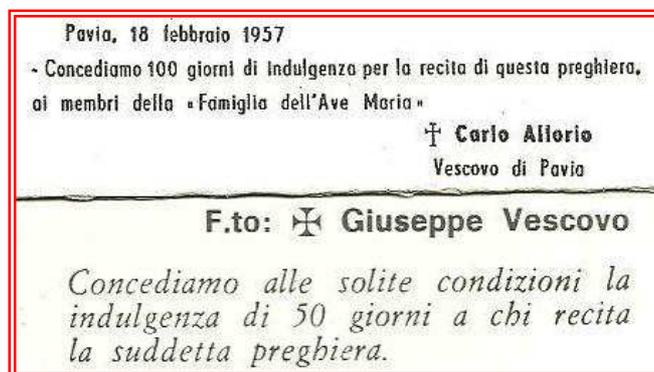 Pavia, 18 febbraio 1957
- Concediamo 100 giorni di Indulgenza per la recita di questa preghiera,
ai membri della «Famiglia dell'Ave Maria»
☩ Carlo Allorio
Vescovo di Pavia
F.to: ✠ Giuseppe Vescovo
Concediamo alle solite condizioni la
indulgenza di 50 giorni a chi recita
la suddetta preghiera.